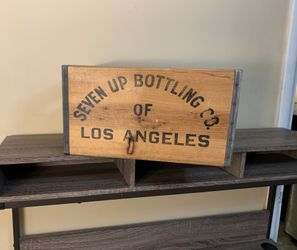 SEVEN UP BOTTLING CO.
OF
LOS ANGELES